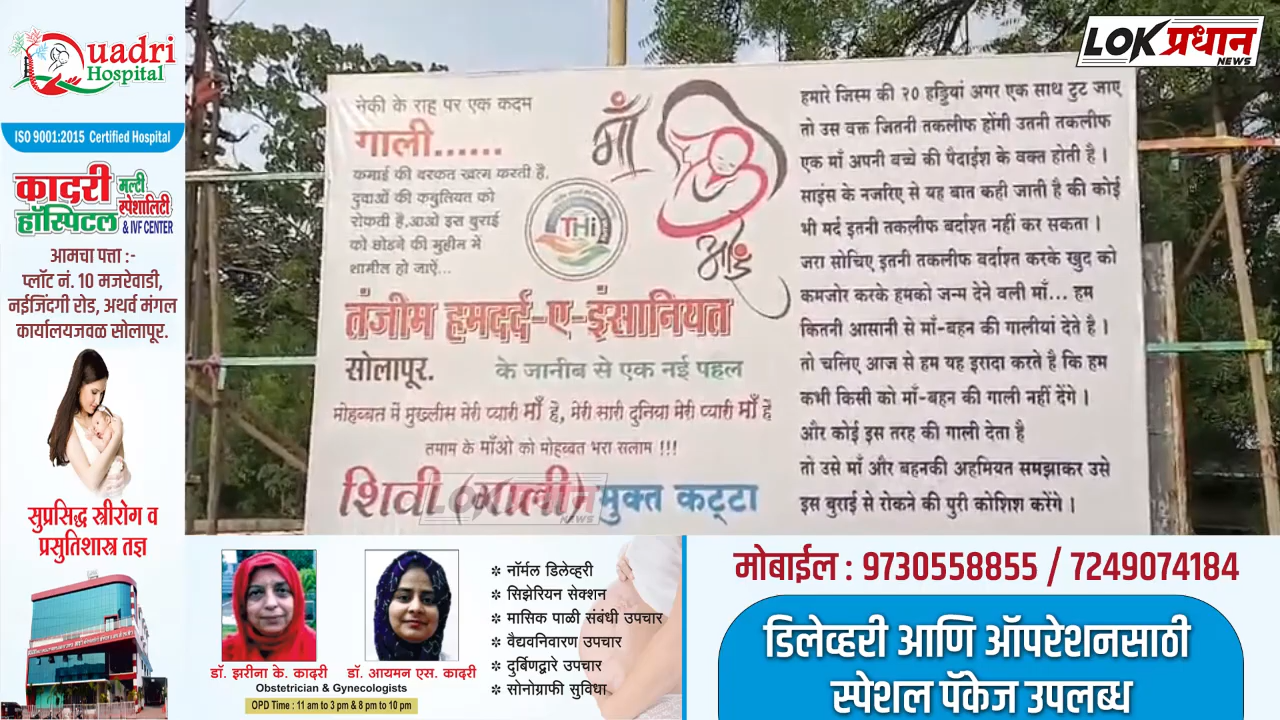 Quadri
Hospital
ISO 9001:2015 Certified Hospital
कादरी
हॉस्पिटल
मल्टी
स्पेशालिटी
& IVF CENTER
आमचा पत्ता :-
प्लॉट नं. 10 मजरेवाडी,
नईजिंदगी रोड, अथर्व मंगल
कार्यालयजवळ सोलापूर.
सुप्रसिद्ध स्त्रीरोग व
प्रसुतिशास्त्र तज्ञ
LOK प्रधान
NEWS
नेकी के राह पर एक कदम
गाली......
कमाई की बरकत खत्म करती है,
दुवाओं की कबुलियत को
रोकती है,आओ इस बुराई
को छोडने की मुहीम में
शामील हो जाऐं...
THi
माँ
आई
तंजीम हमदर्द-ए-इंसानियत
सोलापूर.
के जानीब से एक नई पहल
मोहब्बत में मुख्लीस मेरी प्यारी माँ है, मेरी सारी दुनिया मेरी प्यारी माँ है
तमाम के माँओ को मोहब्बत भरा सलाम !!!
शिवी (गाली) मुक्त कट्टा
LOK प्रधान
NEWS
हमारे जिस्म की २० हड्डियां अगर एक साथ टुट जाए
तो उस वक्त जितनी तकलीफ होंगी उतनी तकलीफ
एक माँ अपनी बच्चे की पैदाईश के वक्त होती है ।
साइंस के नजरिए से यह बात कही जाती है की कोई
भी मर्द इतनी तकलीफ बर्दाश्त नहीं कर सकता ।
जरा सोचिए इतनी तकलीफ बर्दाश्त करके खुद को
कमजोर करके हमको जन्म देने वली माँ... हम
कितनी आसानी से माँ-बहन की गालीयां देते है ।
तो चलिए आज से हम यह इरादा करते है कि हम
कभी किसी को माँ-बहन की गाली नहीं देंगे ।
और कोई इस तरह की गाली देता है
तो उसे माँ और बहनकी अहमियत समझाकर उसे
इस बुराई से रोकने की पुरी कोशिश करेंगे ।
डॉ. झरीना के. कादरी
डॉ. आयमन एस. कादरी
Obstetrician & Gynecologists
OPD Time : 11 am to 3 pm & 8 pm to 10 pm
✲ नॉर्मल डिलेव्हरी
✲ सिझेरियन सेक्शन
✲ मासिक पाळी संबंधी उपचार
✲ वंध्यवनिवारण उपचार
✲ दुर्बिणद्वारे उपचार
✲ सोनोग्राफी सुविधा
मोबाईल : 9730558855 / 7249074184
डिलेव्हरी आणि ऑपरेशनसाठी
स्पेशल पॅकेज उपलब्ध